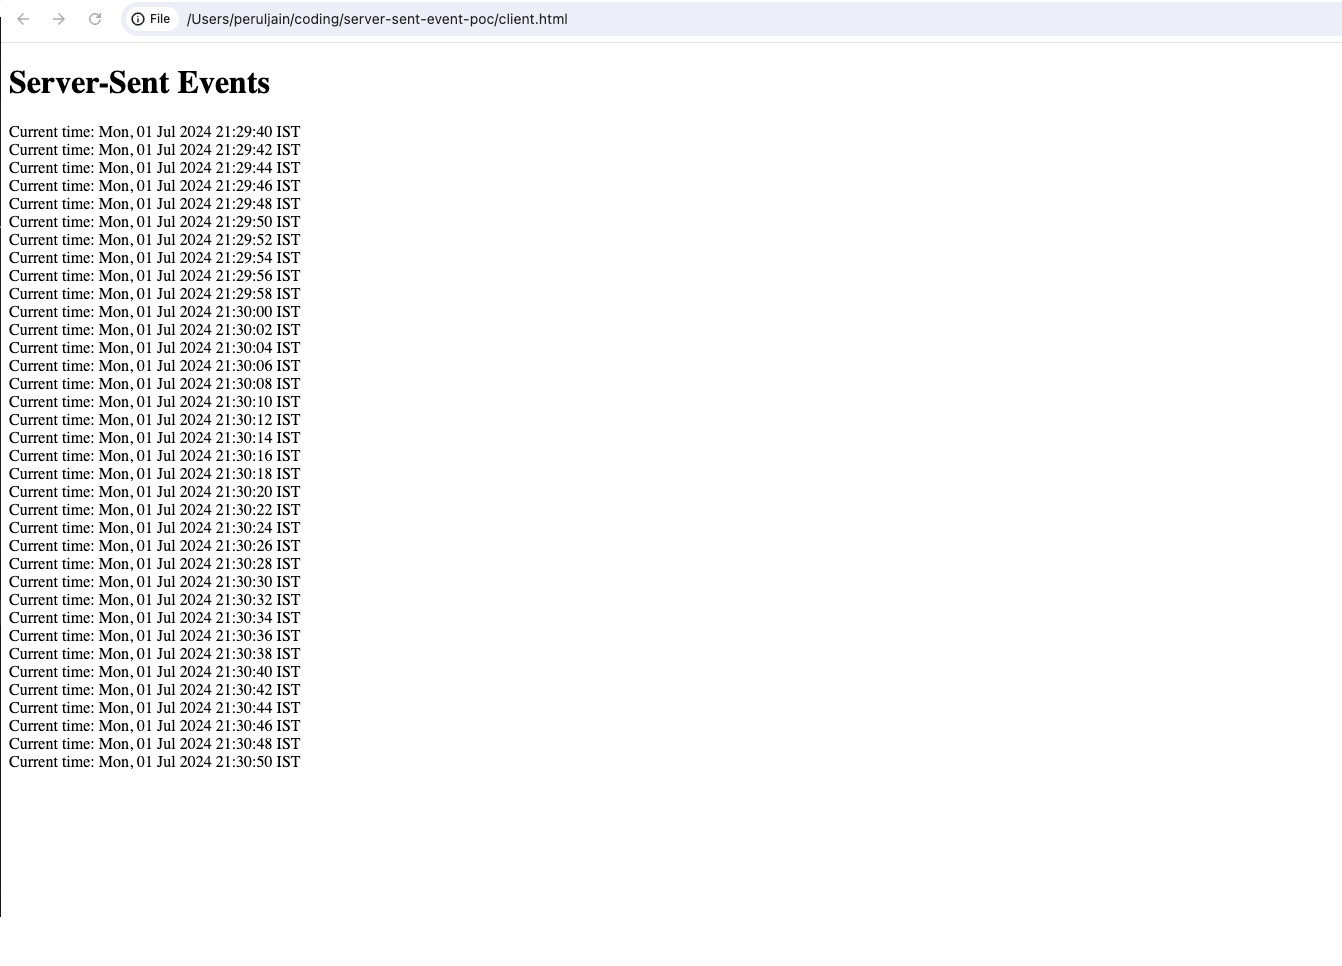 File /Users/peruljain/coding/server-sent-event-poc/client.html
Server-Sent Events
Current time: Mon, 01 Jul 2024 21:29:40 IST
Current time: Mon, 01 Jul 2024 21:29:42 IST
Current time: Mon, 01 Jul 2024 21:29:44 IST
Current time: Mon, 01 Jul 2024 21:29:46 IST
Current time: Mon, 01 Jul 2024 21:29:48 IST
Current time: Mon, 01 Jul 2024 21:29:50 IST
Current time: Mon, 01 Jul 2024 21:29:52 IST
Current time: Mon, 01 Jul 2024 21:29:54 IST
Current time: Mon, 01 Jul 2024 21:29:56 IST
Current time: Mon, 01 Jul 2024 21:29:58 IST
Current time: Mon, 01 Jul 2024 21:30:00 IST
Current time: Mon, 01 Jul 2024 21:30:02 IST
Current time: Mon, 01 Jul 2024 21:30:04 IST
Current time: Mon, 01 Jul 2024 21:30:06 IST
Current time: Mon, 01 Jul 2024 21:30:08 IST
Current time: Mon, 01 Jul 2024 21:30:10 IST
Current time: Mon, 01 Jul 2024 21:30:12 IST
Current time: Mon, 01 Jul 2024 21:30:14 IST
Current time: Mon, 01 Jul 2024 21:30:16 IST
Current time: Mon, 01 Jul 2024 21:30:18 IST
Current time: Mon, 01 Jul 2024 21:30:20 IST
Current time: Mon, 01 Jul 2024 21:30:22 IST
Current time: Mon, 01 Jul 2024 21:30:24 IST
Current time: Mon, 01 Jul 2024 21:30:26 IST
Current time: Mon, 01 Jul 2024 21:30:28 IST
Current time: Mon, 01 Jul 2024 21:30:30 IST
Current time: Mon, 01 Jul 2024 21:30:32 IST
Current time: Mon, 01 Jul 2024 21:30:34 IST
Current time: Mon, 01 Jul 2024 21:30:36 IST
Current time: Mon, 01 Jul 2024 21:30:38 IST
Current time: Mon, 01 Jul 2024 21:30:40 IST
Current time: Mon, 01 Jul 2024 21:30:42 IST
Current time: Mon, 01 Jul 2024 21:30:44 IST
Current time: Mon, 01 Jul 2024 21:30:46 IST
Current time: Mon, 01 Jul 2024 21:30:48 IST
Current time: Mon, 01 Jul 2024 21:30:50 IST